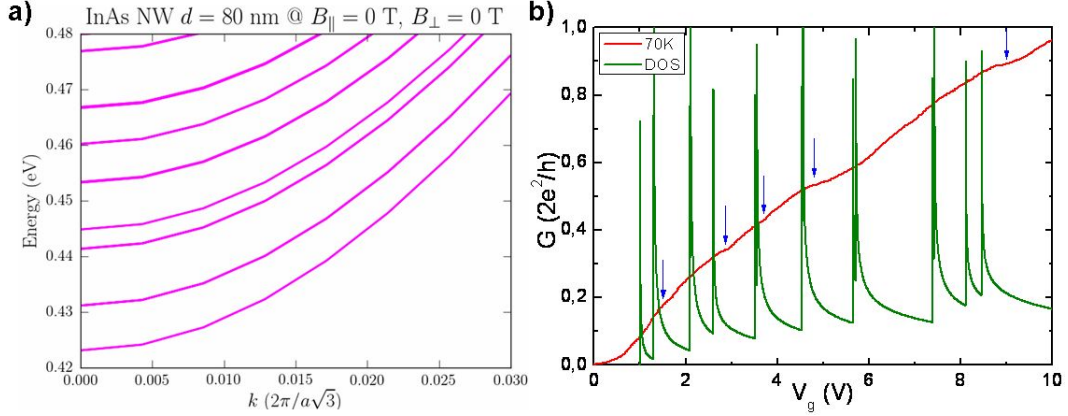 a)
InAs NW d = 80 nm @ B∥ = 0 T, B⊥ = 0 T
0.48
0.47
0.46
0.45
0.44
0.43
0.42
Energy (eV)
0.000 0.005 0.010 0.015 0.020 0.025 0.030
k (2π/a√3)
b)
1,0
0,8
0,6
0,4
0,2
0,0
G (2e²/h)
70K
DOS
0 2 4 6 8 10
V_g (V)